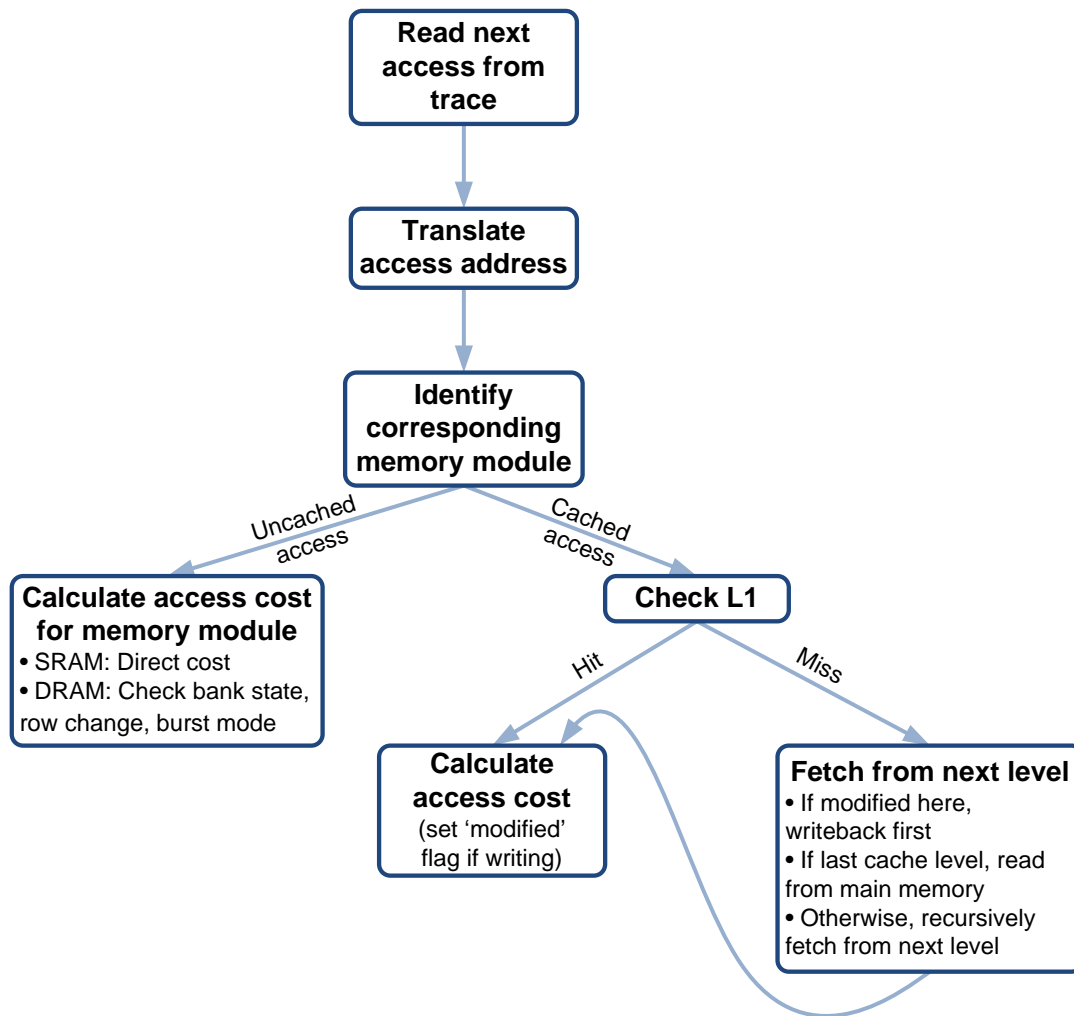 Read next
access from
trace
Translate
access address
Identify
corresponding
memory module
Uncached
access
Cached
access
Calculate access cost
for memory module
• SRAM: Direct cost
• DRAM: Check bank state,
row change, burst mode
Check L1
Hit
Miss
Calculate
access cost
(set ‘modified’
flag if writing)
Fetch from next level
• If modified here,
writeback first
• If last cache level, read
from main memory
• Otherwise, recursively
fetch from next level